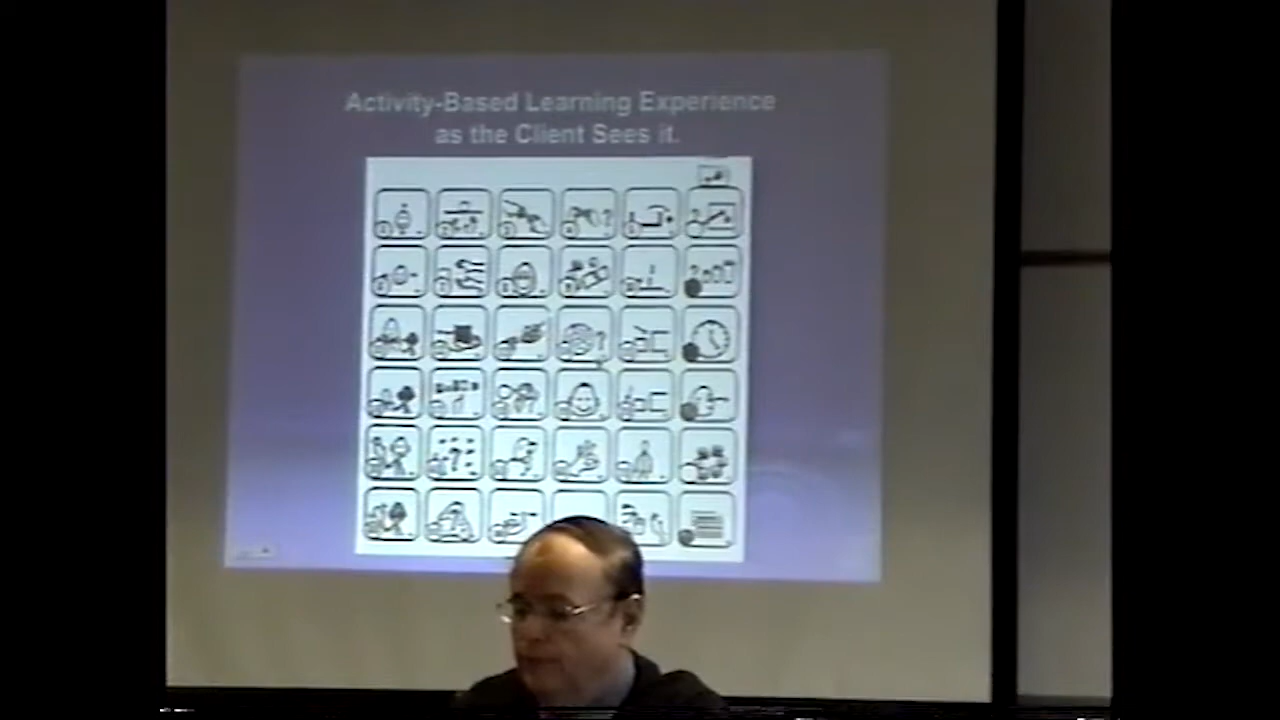 Activity-Based Learning Experience
as the Client Sees it.